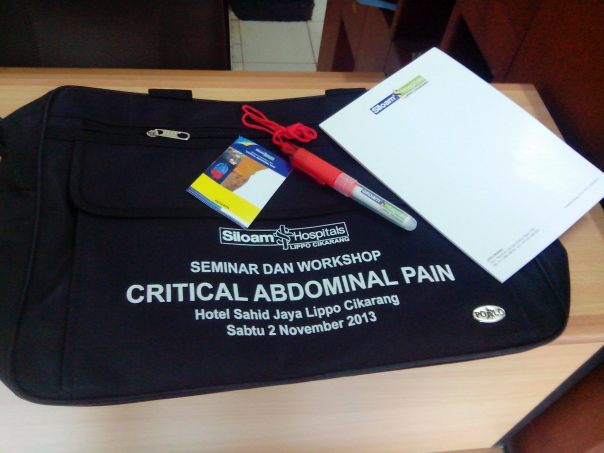 Siloam Hospitals
LIPPO CIKARANG
SEMINAR DAN WORKSHOP
CRITICAL ABDOMINAL PAIN
Hotel Sahid Jaya Lippo Cikarang
Sabtu 2 November 2013
Siloam